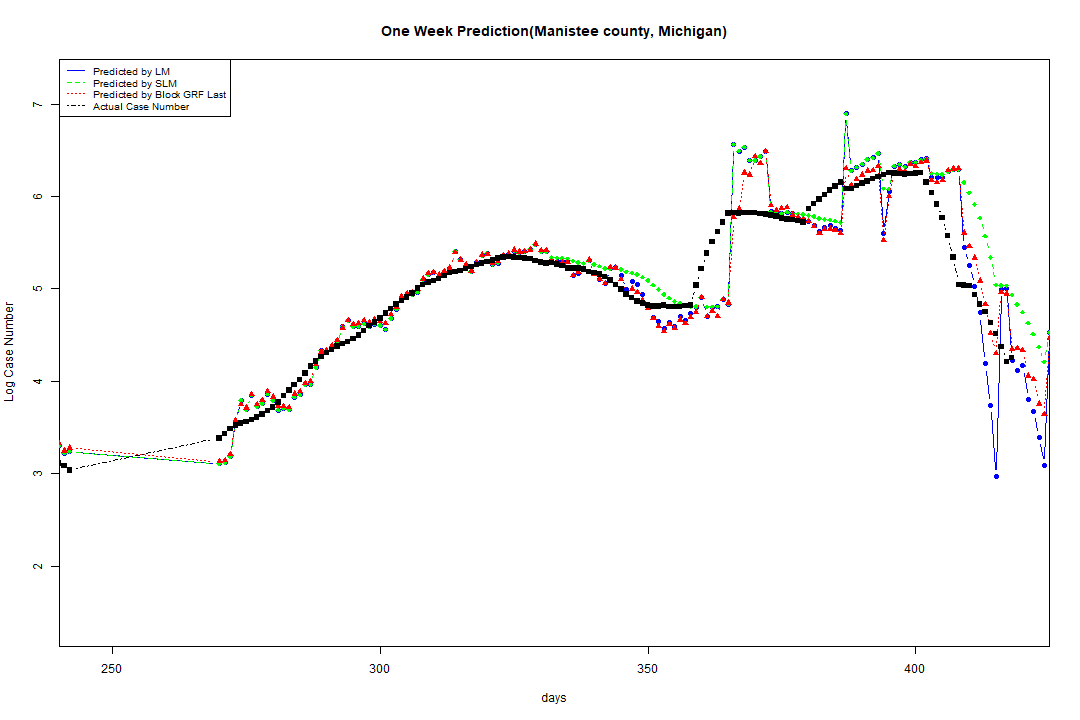 One Week Prediction(Manistee county, Michigan)
Predicted by LM
Predicted by SLM
Predicted by Block GRF Last
Actual Case Number
7
6
5
4
3
2
Log Case Number
250 300 350 400
days